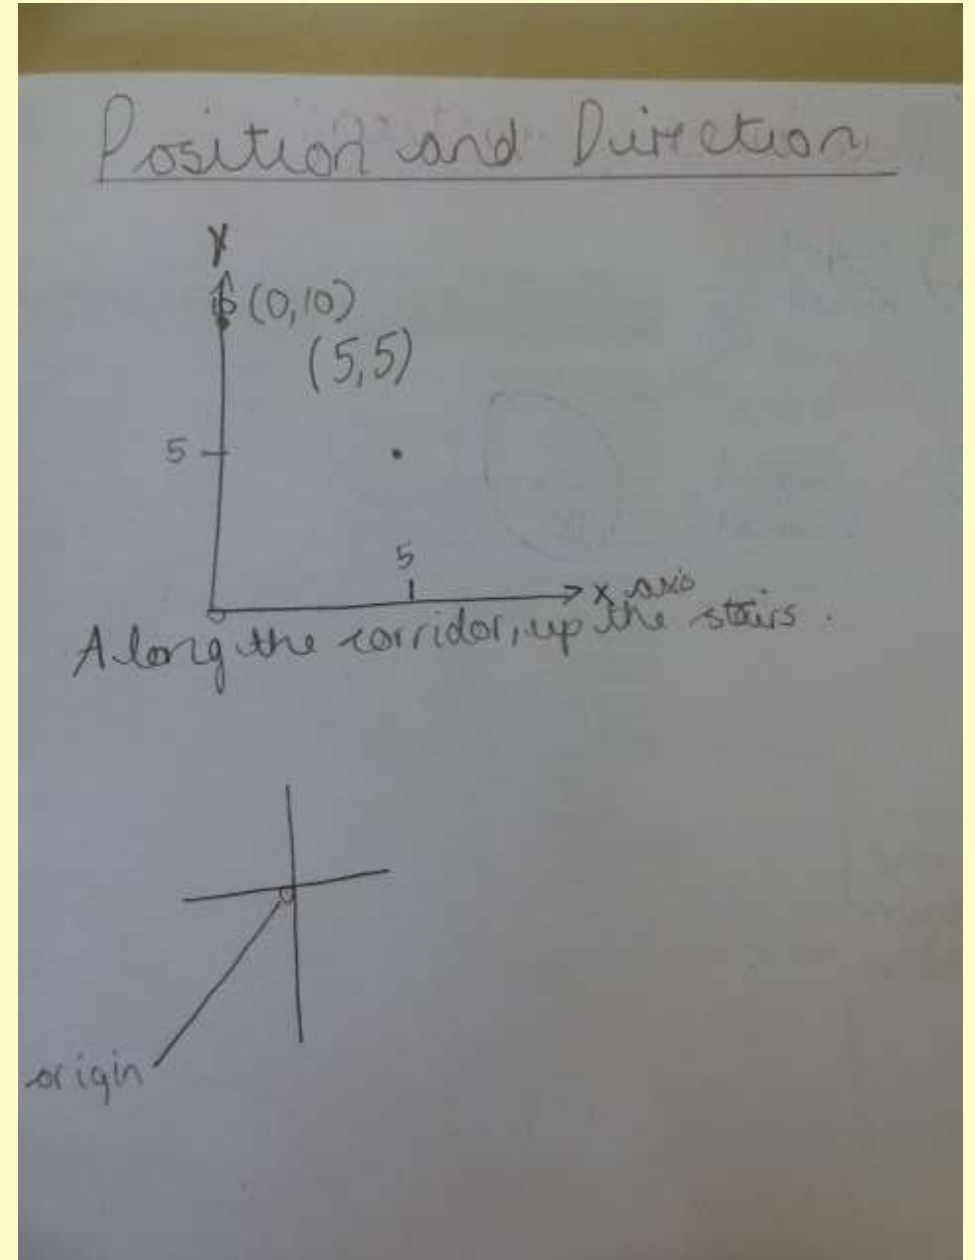 Position and Direction
y
10 (0,10)
(5,5)
5
5
x axis
Along the corridor, up the stairs.
origin